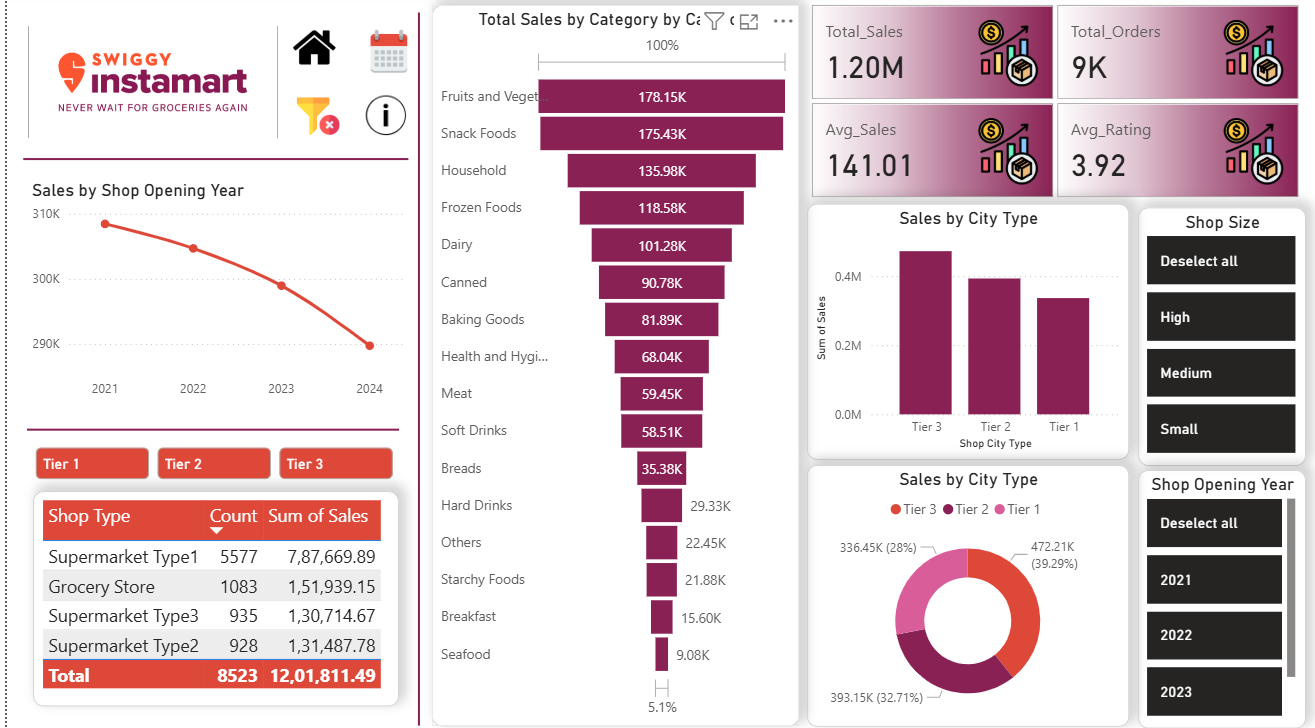 SWIGGY
instamart
NEVER WAIT FOR GROCERIES AGAIN
i
Sales by Shop Opening Year
310K
300K
290K
2021 2022 2023 2024
Tier 1 Tier 2 Tier 3
Shop Type Count Sum of Sales
Supermarket Type1 5577 7,87,669.89
Grocery Store 1083 1,51,939.15
Supermarket Type3 935 1,30,714.67
Supermarket Type2 928 1,31,487.78
Total 8523 12,01,811.49
Total Sales by Category by Ca
100%
Fruits and Veget... 178.15K
Snack Foods 175.43K
Household 135.98K
Frozen Foods 118.58K
Dairy 101.28K
Canned 90.78K
Baking Goods 81.89K
Health and Hygi... 68.04K
Meat 59.45K
Soft Drinks 58.51K
Breads 35.38K
Hard Drinks 29.33K
Others 22.45K
Starchy Foods 21.88K
Breakfast 15.60K
Seafood 9.08K
5.1%
Total_Sales
1.20M
Total_Orders
9K
Avg_Sales
141.01
Avg_Rating
3.92
Sales by City Type
Sum of Sales
0.4M
0.2M
0.0M
Tier 3 Tier 2 Tier 1
Shop City Type
Shop Size
Deselect all
High
Medium
Small
Sales by City Type
Tier 3 Tier 2 Tier 1
336.45K (28%)
472.21K
(39.29%)
393.15K (32.71%)
Shop Opening Year
Deselect all
2021
2022
2023